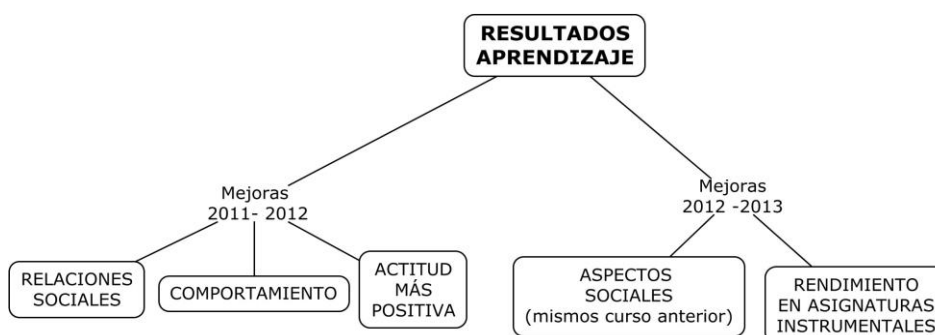 RESULTADOS
APRENDIZAJE
Mejoras
2011- 2012
Mejoras
2012 -2013
RELACIONES
SOCIALES
COMPORTAMIENTO
ACTITUD
MÁS
POSITIVA
ASPECTOS
SOCIALES
(mismos curso anterior)
RENDIMIENTO
EN ASIGNATURAS
INSTRUMENTALES